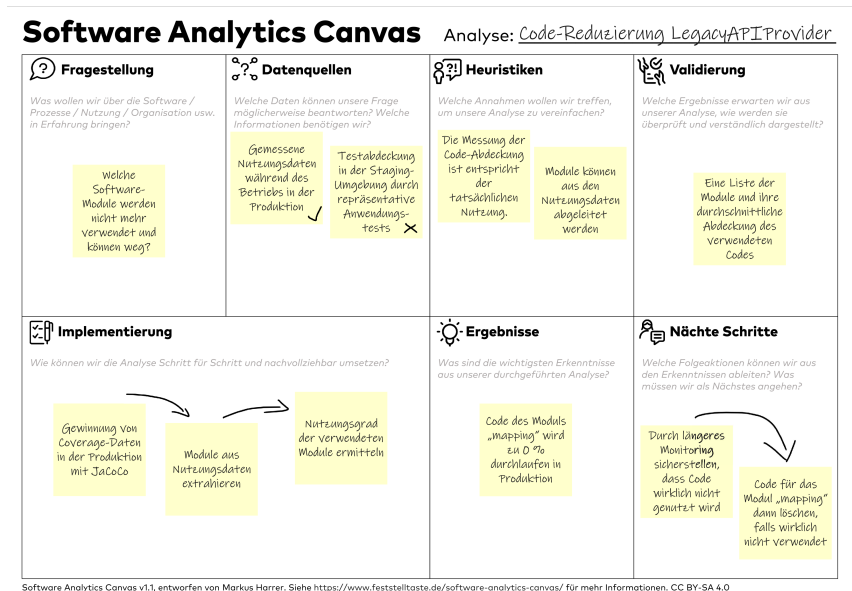 Software Analytics Canvas
Analyse: Code-Reduzierung LegacyAPIProvider
Fragestellung
Was wollen wir über die Software /
Prozesse / Nutzung / Organisation usw.
in Erfahrung bringen?
Welche
Software-
Module werden
nicht mehr
verwendet und
können weg?
Datenquellen
Welche Daten können unsere Frage
möglicherweise beantworten? Welche
Informationen benötigen wir?
Gemessene
Nutzungsdaten
während des
Betriebs in der
Produktion
Testabdeckung
in der Staging-
Umgebung durch
repräsentative
Anwendungs-
tests
Heuristiken
Welche Annahmen wollen wir treffen,
um unsere Analyse zu vereinfachen?
Die Messung der
Code-Abdeckung
ist entspricht
der
tatsächlichen
Nutzung.
Module können
aus den
Nutzungsdaten
abgeleitet
werden
Validierung
Welche Ergebnisse erwarten wir aus
unserer Analyse, wie werden sie
überprüft und verständlich dargestellt?
Eine Liste der
Module und ihre
durchschnittliche
Abdeckung des
verwendeten
Codes
Implementierung
Wie können wir die Analyse Schritt für Schritt und nachvollziehbar umsetzen?
Gewinnung von
Coverage-Daten
in der Produktion
mit JaCoCo
Module aus
Nutzungsdaten
extrahieren
Nutzungsgrad
der verwendeten
Module ermitteln
Ergebnisse
Was sind die wichtigsten Erkenntnisse
aus unserer durchgeführten Analyse?
Code des Moduls
„mapping“ wird
zu 0 %
durchlaufen in
Produktion
Nächte Schritte
Welche Folgeaktionen können wir aus
den Erkenntnissen ableiten? Was
müssen wir als Nächstes angehen?
Durch längeres
Monitoring
sicherstellen,
dass Code
wirklich nicht
genutzt wird
Code für das
Modul „mapping“
dann löschen,
falls wirklich
nicht verwendet
Software Analytics Canvas v1.1, entworfen von Markus Harrer. Siehe https://www.feststelltaste.de/software-analytics-canvas/ für mehr Informationen. CC BY-SA 4.0